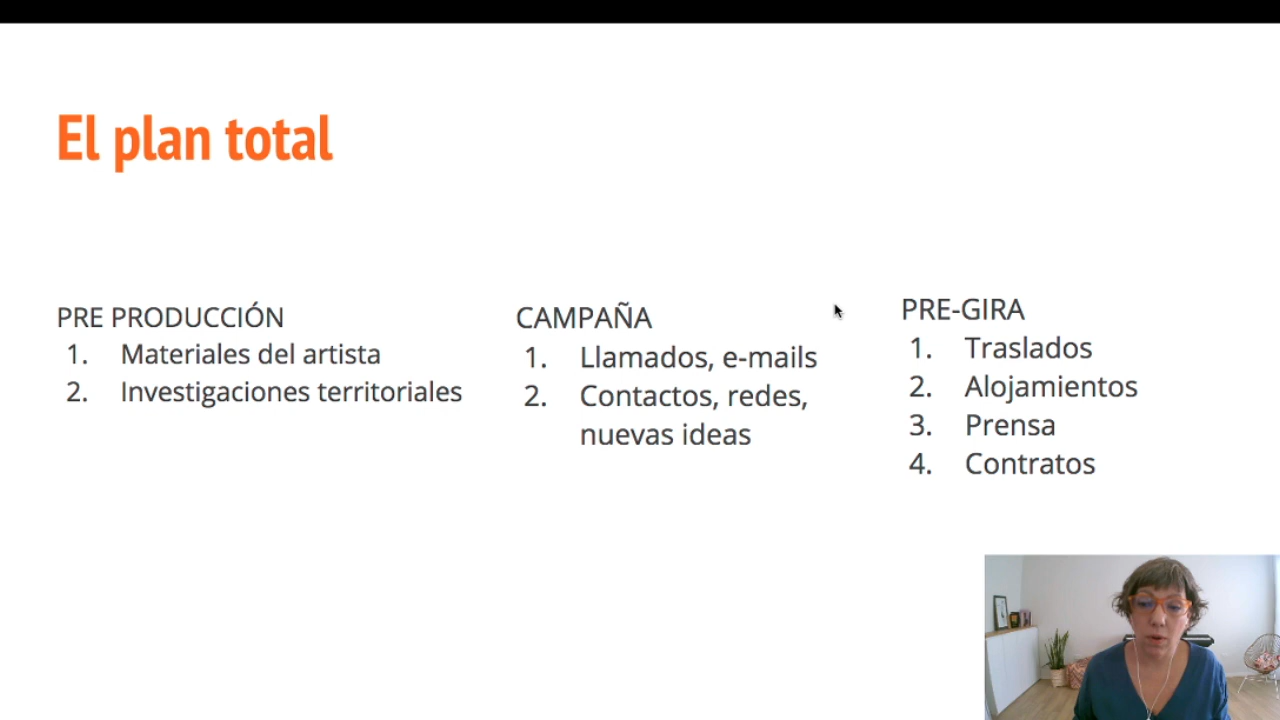 El plan total
PRE PRODUCCIÓN
1. Materiales del artista
2. Investigaciones territoriales
CAMPAÑA
1. Llamados, e-mails
2. Contactos, redes,
nuevas ideas
PRE-GIRA
1. Traslados
2. Alojamientos
3. Prensa
4. Contratos